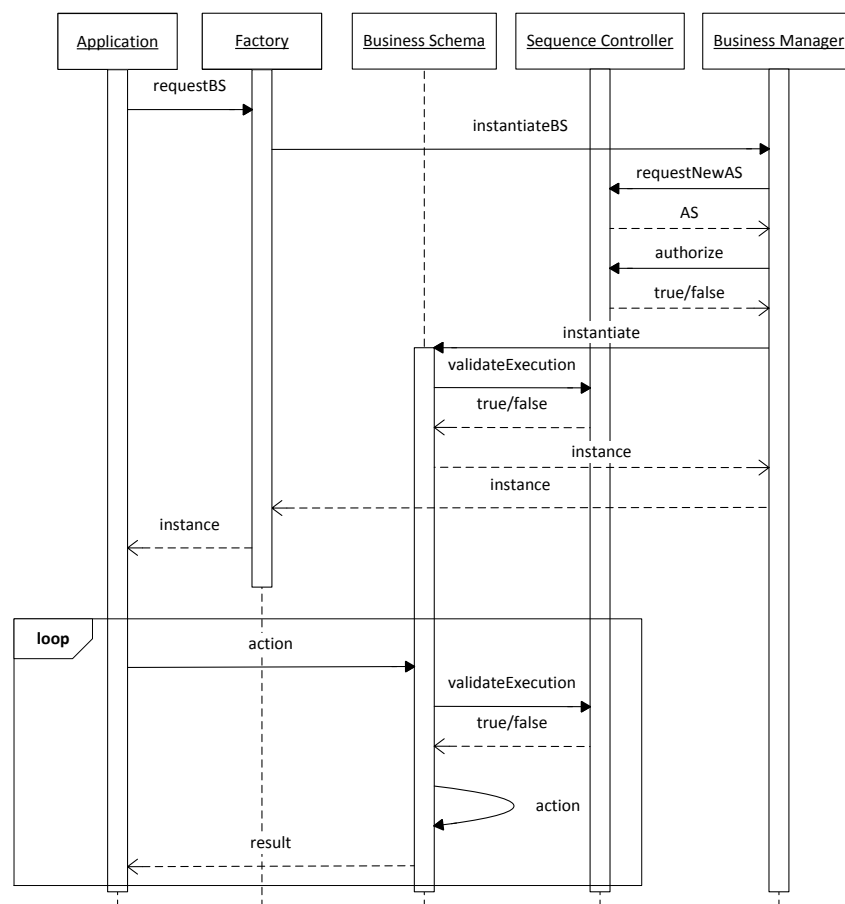 Application
Factory
Business Schema
Sequence Controller
Business Manager
requestBS
instantiateBS
requestNewAS
AS
authorize
true/false
instantiate
validateExecution
true/false
instance
instance
instance
loop
action
validateExecution
true/false
action
result